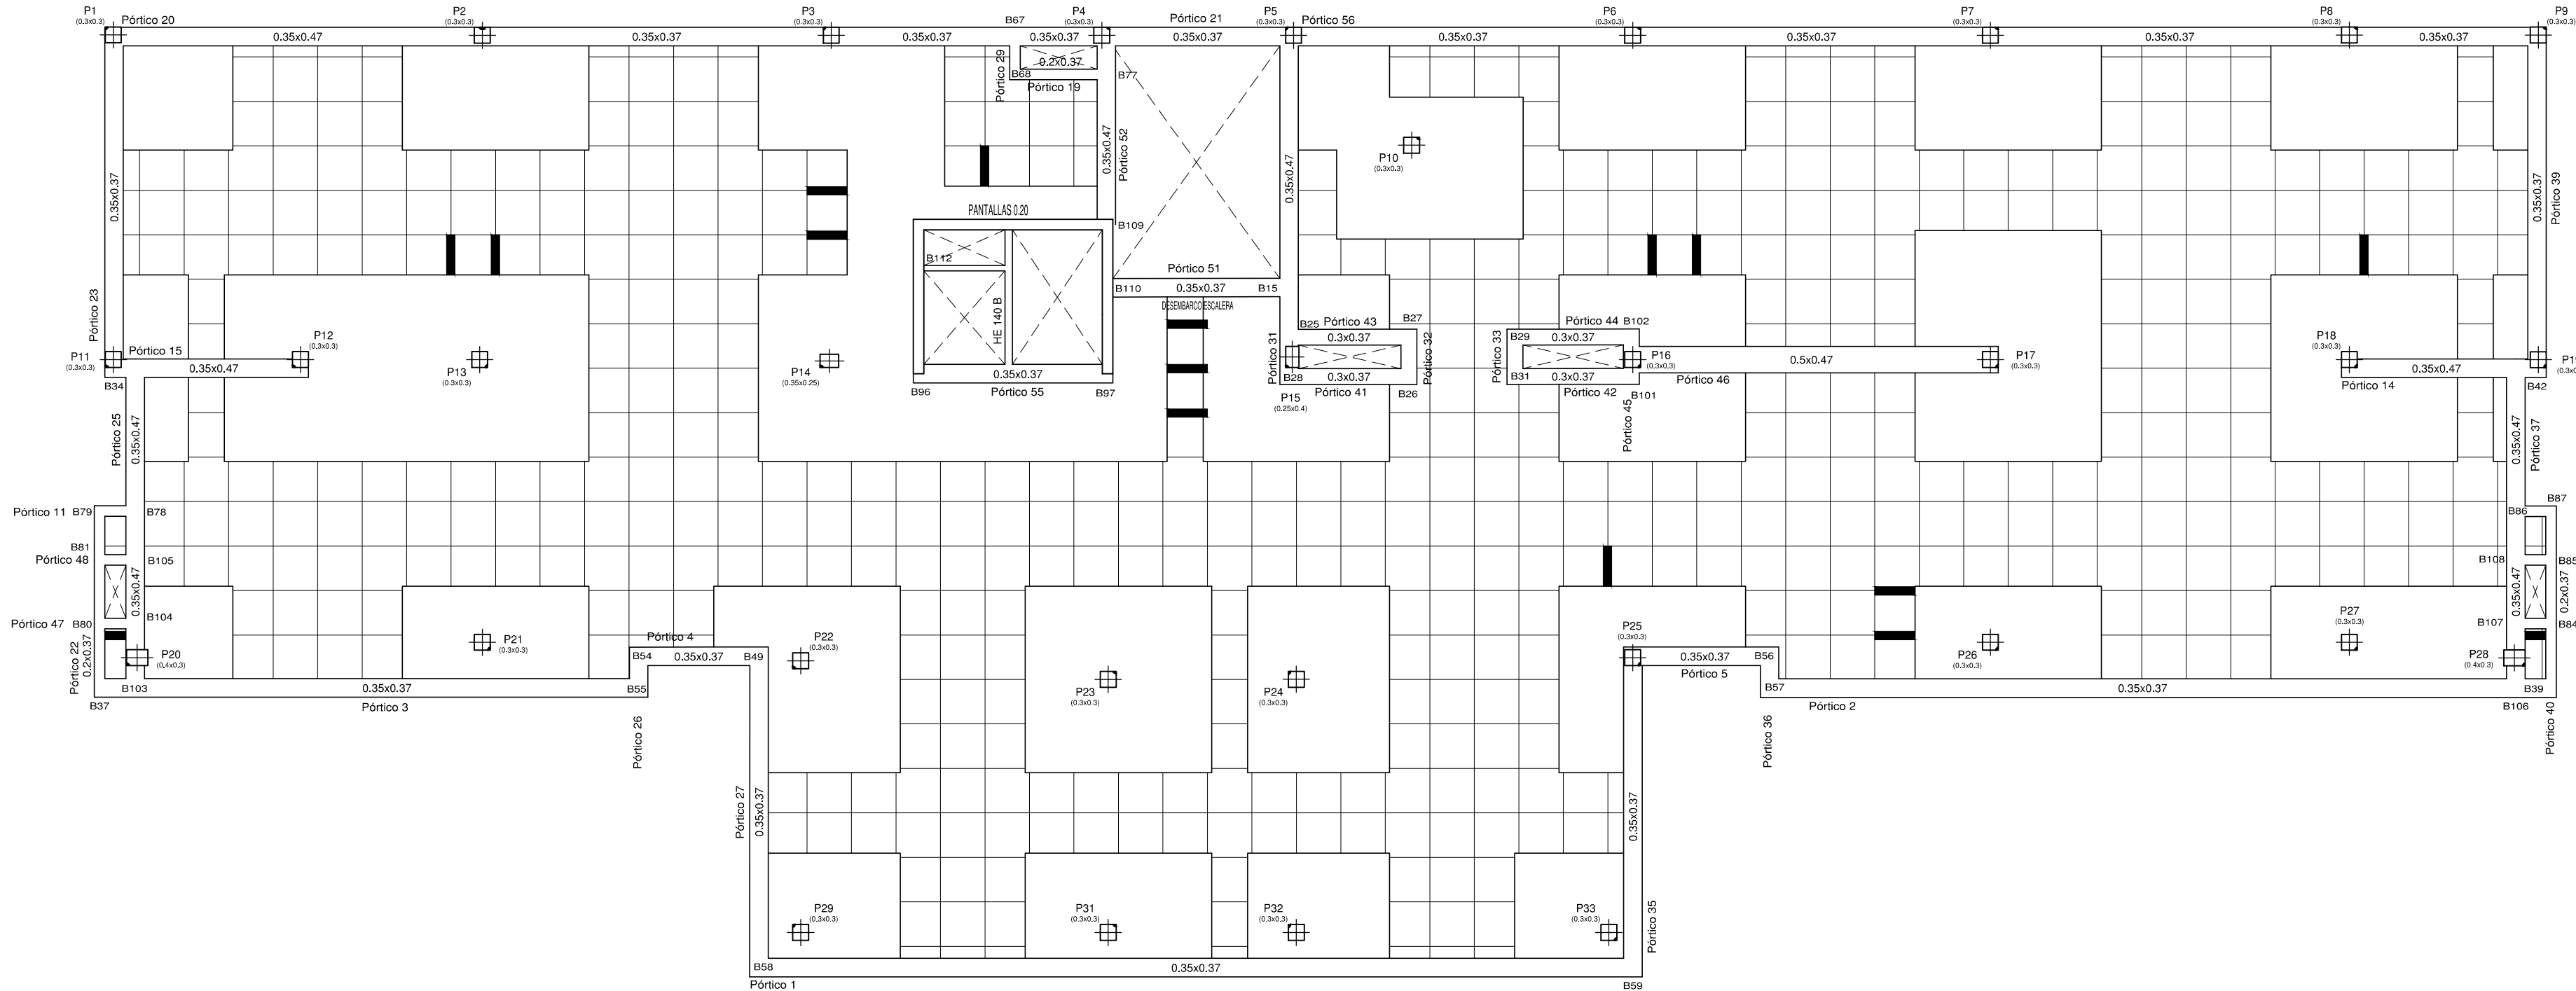 P1
(0.3x0.3)
Pórtico 20
P2
(0.3x0.3)
P3
(0.3x0.3)
B67
P4
(0.3x0.3)
Pórtico 21
P5
(0.3x0.3)
Pórtico 56
P6
(0.3x0.3)
P7
(0.3x0.3)
P8
(0.3x0.3)
P9
(0.3x0.3)
0.35x0.47
0.35x0.37
0.35x0.37
0.35x0.37
0.35x0.37
0.35x0.37
0.35x0.37
0.35x0.37
0.35x0.37
Pórtico 29
0.2x0.37
B68
Pórtico 19
B77
0.35x0.47
Pórtico 52
0.35x0.47
P10
(0.3x0.3)
0.35x0.37
Pórtico 23
0.35x0.37
Pórtico 39
PANTALLAS 0.20
B109
B112
HE 140 B
Pórtico 51
B110
0.35x0.37
B15
DESEMBARCO ESCALERA
B25
Pórtico 43
B27
0.3x0.37
Pórtico 31
Pórtico 32
B28
0.3x0.37
Pórtico 41
B26
P15
(0.25x0.4)
Pórtico 33
Pórtico 44
B102
B29
0.3x0.37
B31
0.3x0.37
Pórtico 42
B101
Pórtico 45
P16
(0.3x0.3)
0.5x0.47
Pórtico 46
P17
(0.3x0.3)
P18
(0.3x0.3)
Pórtico 14
0.35x0.47
B42
P11
(0.3x0.3)
Pórtico 15
0.35x0.47
B34
P12
(0.3x0.3)
P13
(0.3x0.3)
P14
(0.35x0.25)
B96
0.35x0.37
Pórtico 55
B97
Pórtico 25
0.35x0.47
0.35x0.47
Pórtico 37
Pórtico 11
B79
B78
B87
B86
B81
Pórtico 48
B105
B108
B85
0.35x0.47
0.35x0.47
0.2x0.37
Pórtico 47
B80
B104
B107
B84
Pórtico 22
0.2x0.37
P20
(0.4x0.3)
P21
(0.3x0.3)
Pórtico 4
B54
0.35x0.37
B49
P22
(0.3x0.3)
P23
(0.3x0.3)
P24
(0.3x0.3)
P25
(0.3x0.3)
0.35x0.37
B56
Pórtico 5
P26
(0.3x0.3)
P27
(0.3x0.3)
P28
(0.4x0.3)
B103
0.35x0.37
B55
B57
0.35x0.37
B39
B37
Pórtico 3
Pórtico 2
B106
Pórtico 26
Pórtico 36
Pórtico 40
Pórtico 27
0.35x0.37
0.35x0.37
Pórtico 35
P29
(0.3x0.3)
P31
(0.3x0.3)
P32
(0.3x0.3)
P33
(0.3x0.3)
B58
0.35x0.37
Pórtico 1
B59